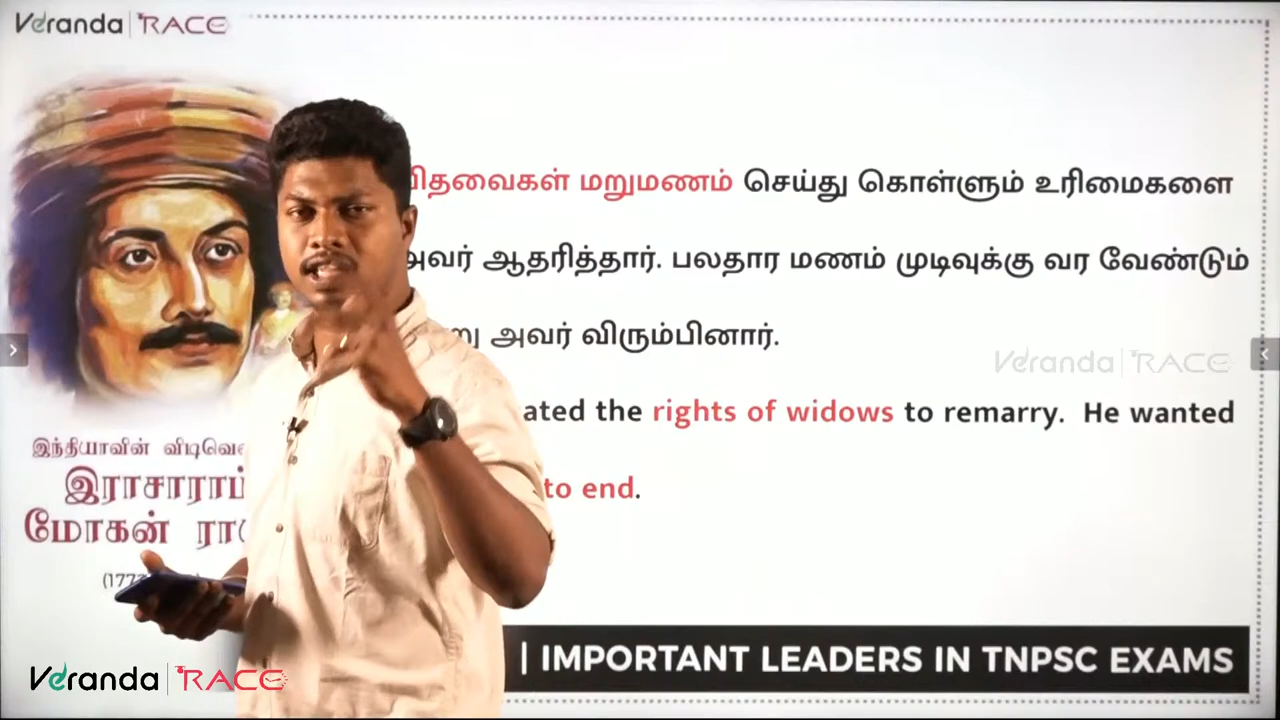 Veranda RACE
விதவைகள் மறுமணம் செய்து கொள்ளும் உரிமைகளை
அவர் ஆதரித்தார். பலதார மணம் முடிவுக்கு வர வேண்டும்
அவர் விரும்பினார்.
Veranda RACE
ated the rights of widows to remarry. He wanted
to end.
இந்தியாவின்
மோகன்
IMPORTANT LEADERS IN TNPSC EXAMS
Veranda RACE